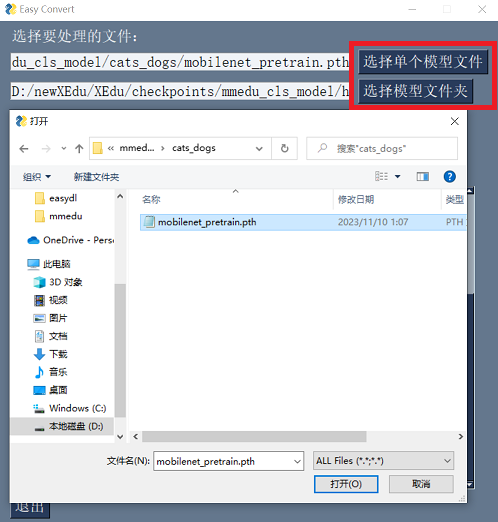 Easy Convert
选择要处理的文件：
du_cls_model/cats_dogs/mobilenet_pretrain.pth
选择单个模型文件
D:/newXEdu/XEdu/checkpoints/mmedu_cls_model/h
选择模型文件夹
打开
« mmed... › cats_dogs
搜索"cats_dogs"
组织
新建文件夹
名称
修改日期
类型
easydl
mmedu
OneDrive - Perso
此电脑
3D 对象
视频
图片
文档
下载
音乐
桌面
Windows (C:)
本地磁盘 (D:)
mobilenet_pretrain.pth
2023/11/10 1:07
PTH
文件名(N):
mobilenet_pretrain.pth
ALL Files (*.*;*.*)
打开(O)
取消
退出